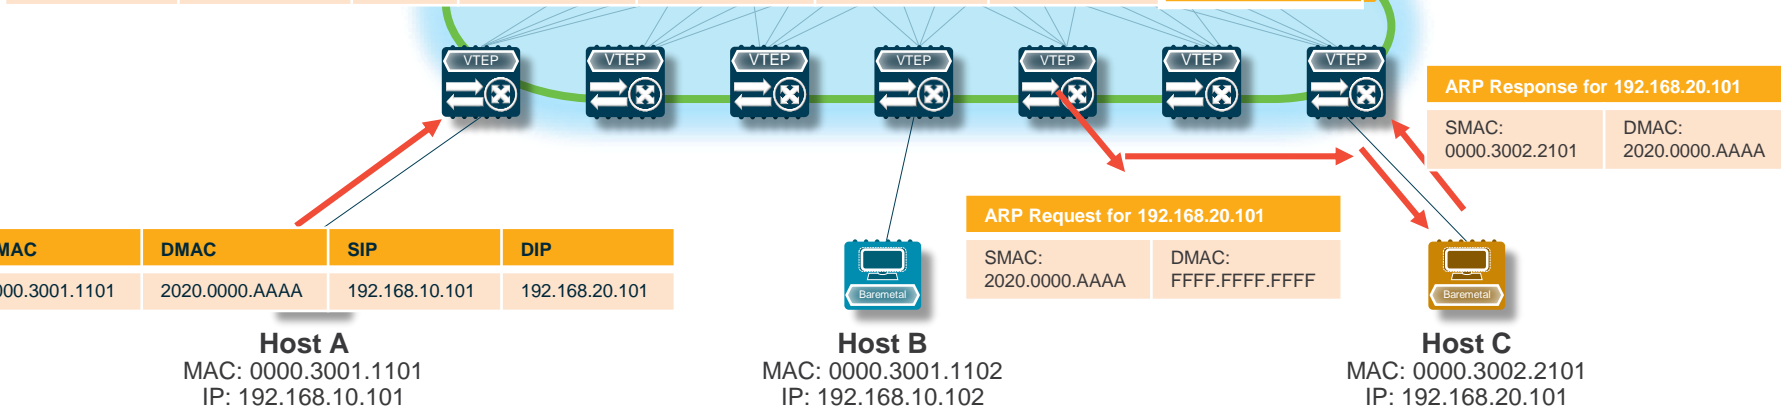 VTEP VTEP VTEP VTEP VTEP VTEP VTEP
ARP Response for 192.168.20.101
SMAC: DMAC:
0000.3002.2101 2020.0000.AAAA
ARP Request for 192.168.20.101
SMAC: DMAC:
2020.0000.AAAA FFFF.FFFF.FFFF
MAC DMAC SIP DIP
000.3001.1101 2020.0000.AAAA 192.168.10.101 192.168.20.101
Baremetal
Baremetal
Host A
MAC: 0000.3001.1101
IP: 192.168.10.101
Host B
MAC: 0000.3001.1102
IP: 192.168.10.102
Host C
MAC: 0000.3002.2101
IP: 192.168.20.101